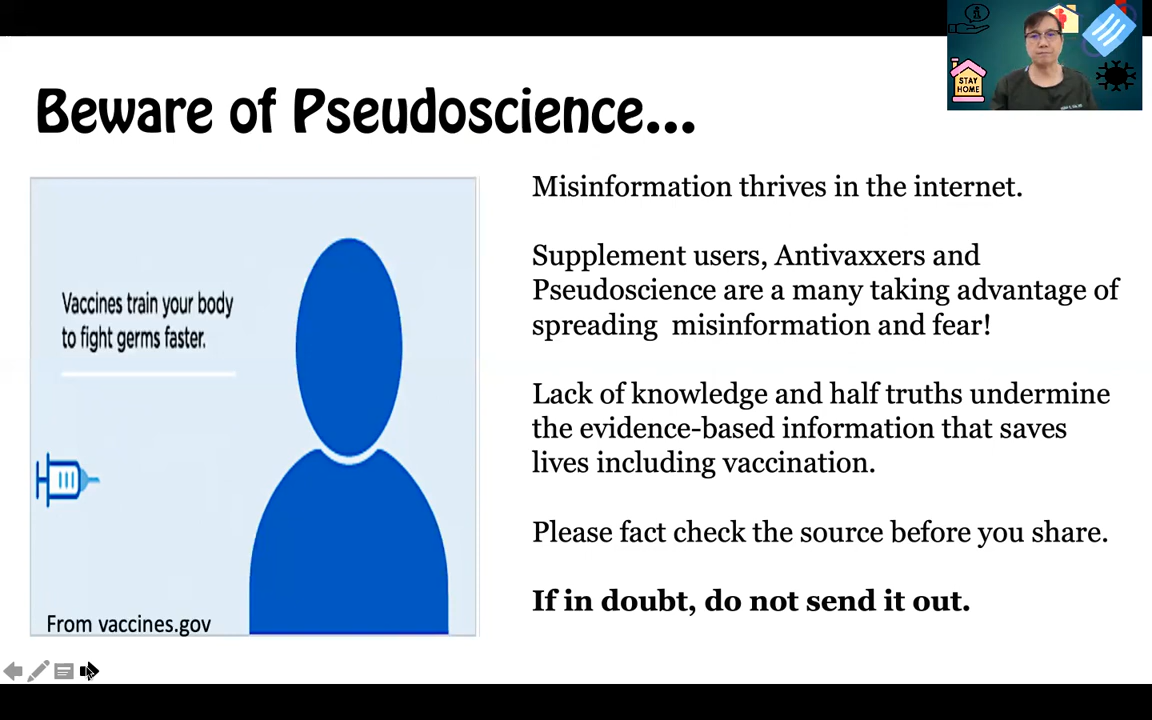 STAY
HOME
Beware of Pseudoscience...
Vaccines train your body
to fight germs faster.
From vaccines.gov
Misinformation thrives in the internet.
Supplement users, Antivaxxers and
Pseudoscience are a many taking advantage of
spreading misinformation and fear!
Lack of knowledge and half truths undermine
the evidence-based information that saves
lives including vaccination.
Please fact check the source before you share.
If in doubt, do not send it out.